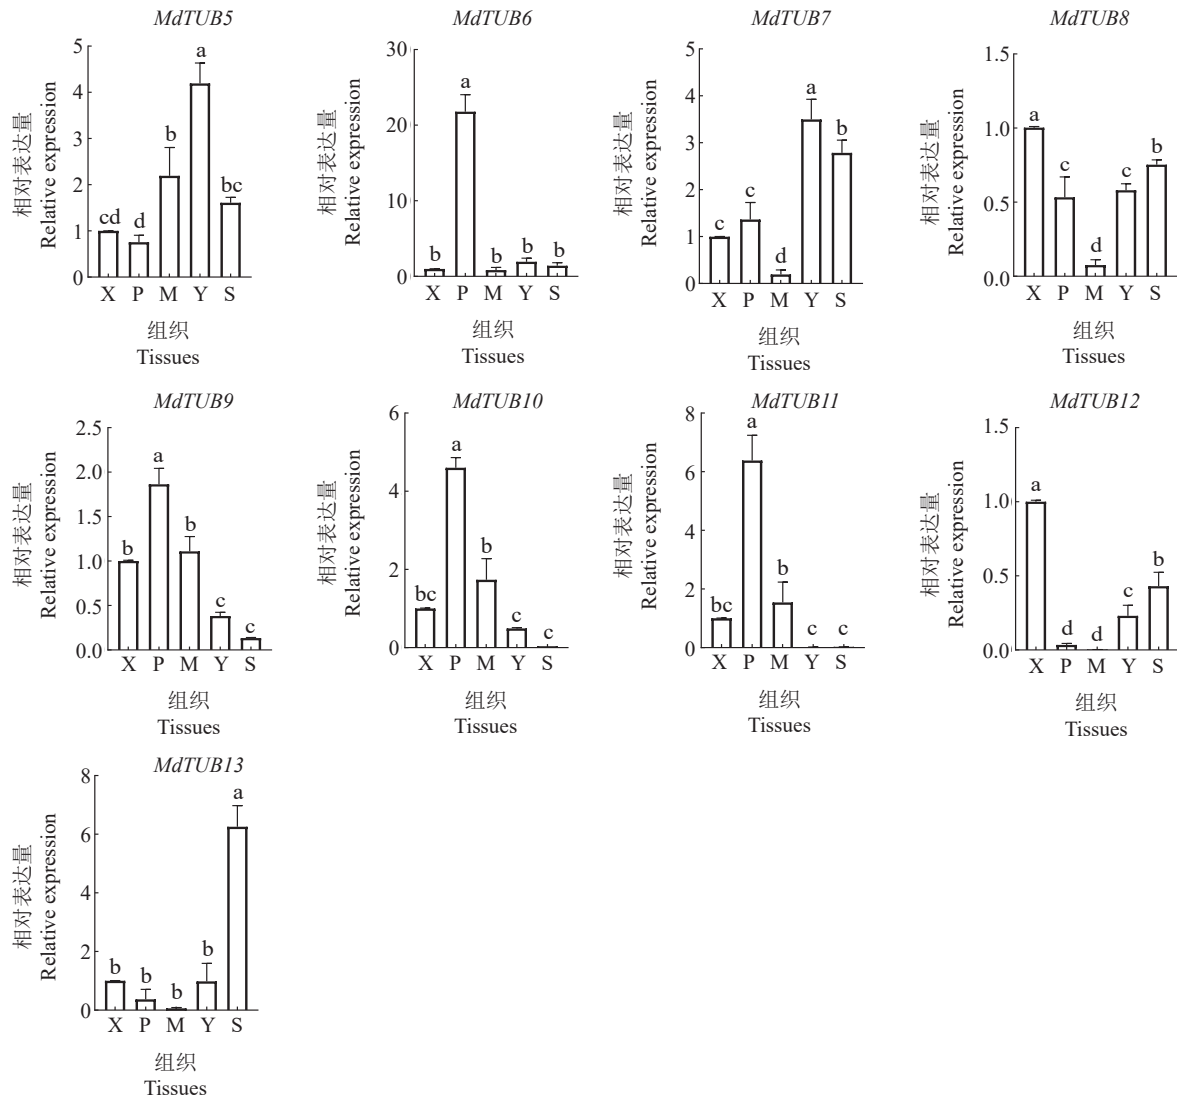 MdTUB5
相对表达量
Relative expression
5
4
3
2
1
0
cd
d
b
a
bc
X P M Y S
组织
Tissues
MdTUB6
相对表达量
Relative expression
30
20
10
0
b
a
b
b
b
X P M Y S
组织
Tissues
MdTUB7
相对表达量
Relative expression
5
4
3
2
1
0
c
c
d
a
b
X P M Y S
组织
Tissues
MdTUB8
相对表达量
Relative expression
1.5
1.0
0.5
0.0
a
c
d
c
b
X P M Y S
组织
Tissues
MdTUB9
相对表达量
Relative expression
2.5
2.0
1.5
1.0
0.5
0.0
b
a
b
c
c
X P M Y S
组织
Tissues
MdTUB10
相对表达量
Relative expression
6
4
2
0
bc
a
b
c
c
X P M Y S
组织
Tissues
MdTUB11
相对表达量
Relative expression
8
6
4
2
0
bc
a
b
c
c
X P M Y S
组织
Tissues
MdTUB12
相对表达量
Relative expression
1.5
1.0
0.5
0.0
a
d
d
c
b
X P M Y S
组织
Tissues
MdTUB13
相对表达量
Relative expression
8
6
4
2
0
b
b
b
b
a
X P M Y S
组织
Tissues